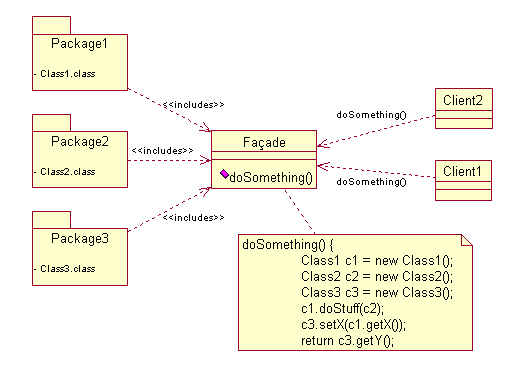 Package1
- Class1.class
<<includes>>
Package2
- Class2.class
<<includes>>
Package3
- Class3.class
<<includes>>
Façade
doSomething()
Client2
doSomething()
Client1
doSomething()
doSomething() {
Class1 c1 = new Class1();
Class2 c2 = new Class2();
Class3 c3 = new Class3();
c1.doStuff(c2);
c3.setX(c1.getX());
return c3.getY();